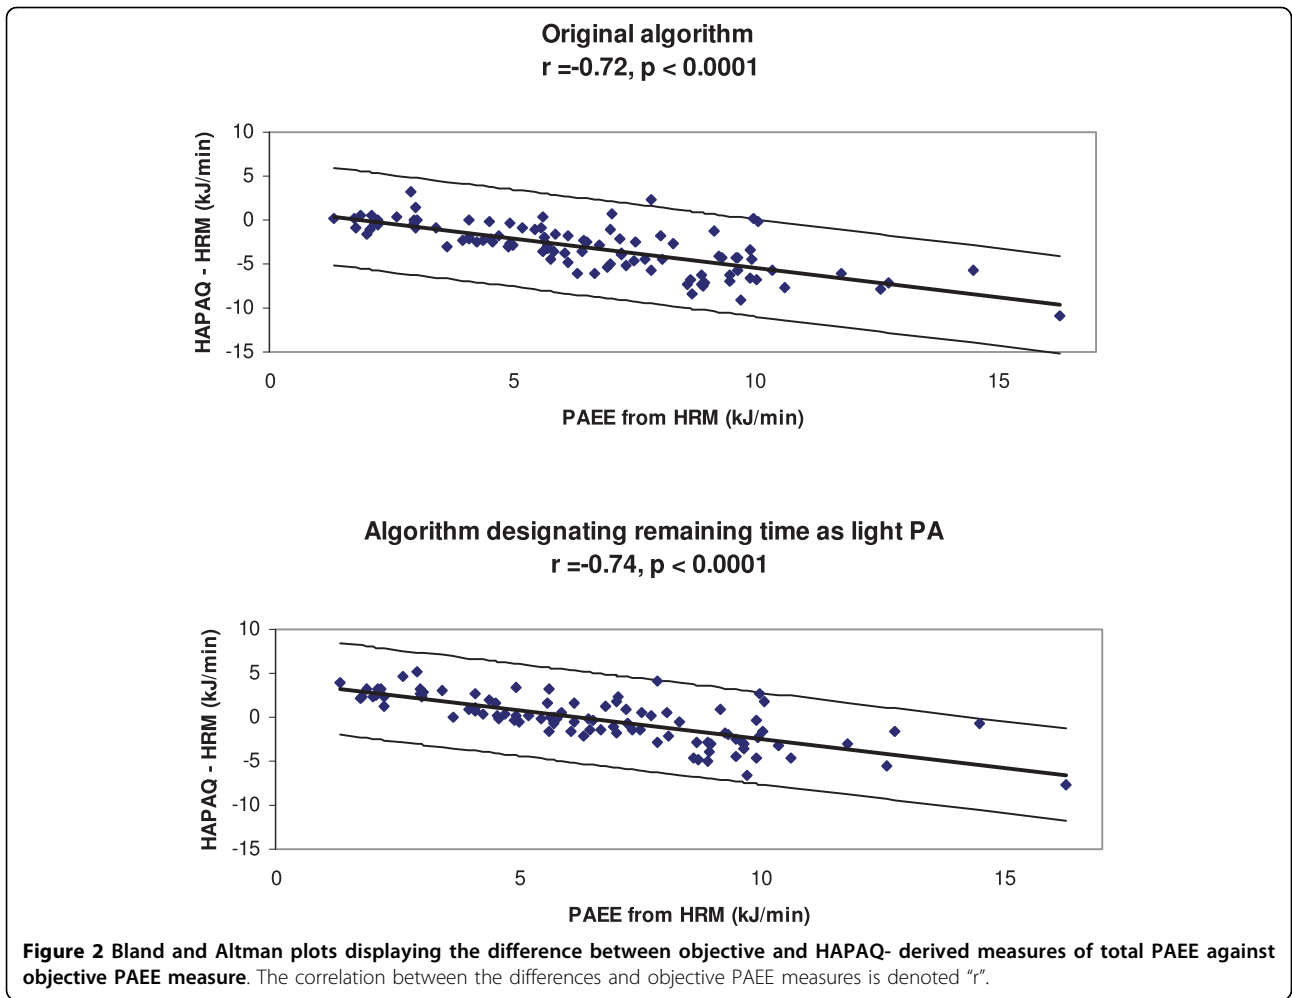 Original algorithm
r =-0.72, p < 0.0001
10
5
0
-5
-10
-15
HAPAQ - HRM (kJ/min)
0 5 10 15
PAEE from HRM (kJ/min)
Algorithm designating remaining time as light PA
r =-0.74, p < 0.0001
10
5
0
-5
-10
-15
HAPAQ - HRM (kJ/min)
0 5 10 15
PAEE from HRM (kJ/min)
Figure 2 Bland and Altman plots displaying the difference between objective and HAPAQ- derived measures of total PAEE against
objective PAEE measure. The correlation between the differences and objective PAEE measures is denoted “r”.